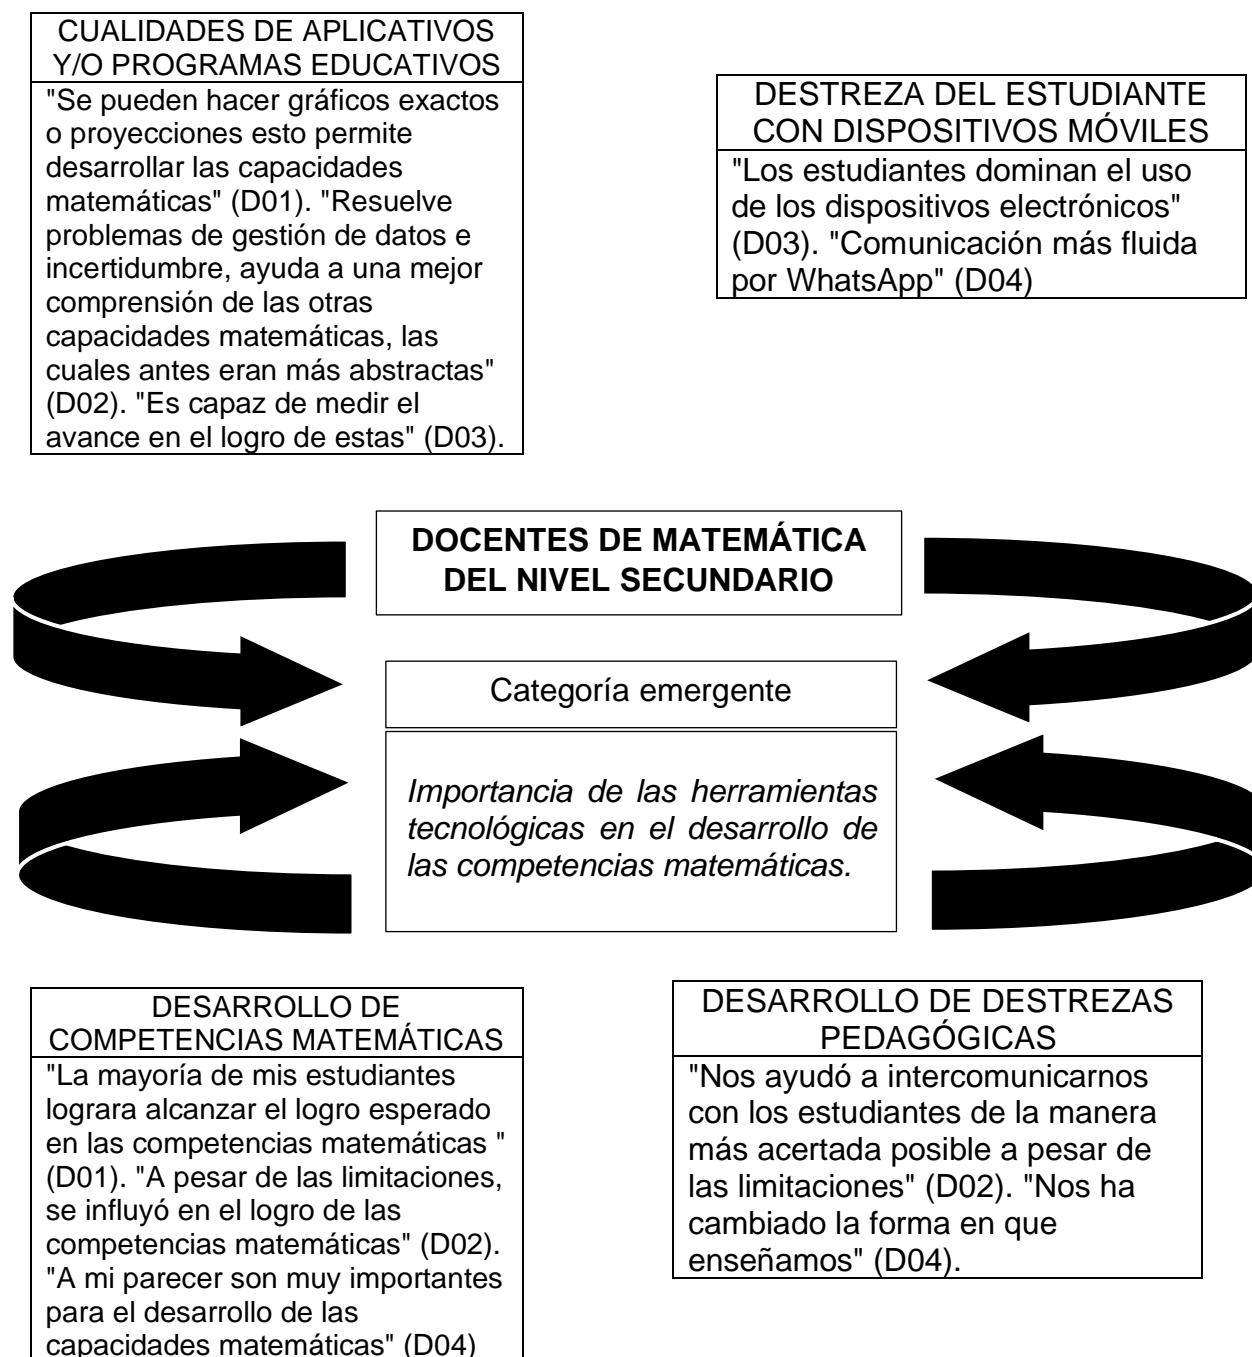 CUALIDADES DE APLICATIVOS
Y/O PROGRAMAS EDUCATIVOS
"Se pueden hacer gráficos exactos
o proyecciones esto permite
desarrollar las capacidades
matemáticas" (D01). "Resuelve
problemas de gestión de datos e
incertidumbre, ayuda a una mejor
comprensión de las otras
capacidades matemáticas, las
cuales antes eran más abstractas"
(D02). "Es capaz de medir el
avance en el logro de estas" (D03).
DESTREZA DEL ESTUDIANTE
CON DISPOSITIVOS MÓVILES
"Los estudiantes dominan el uso
de los dispositivos electrónicos"
(D03). "Comunicación más fluida
por WhatsApp" (D04)
DOCENTES DE MATEMÁTICA
DEL NIVEL SECUNDARIO
Categoría emergente
Importancia de las herramientas
tecnológicas en el desarrollo de
las competencias matemáticas.
DESARROLLO DE
COMPETENCIAS MATEMÁTICAS
"La mayoría de mis estudiantes
lograra alcanzar el logro esperado
en las competencias matemáticas "
(D01). "A pesar de las limitaciones,
se influyó en el logro de las
competencias matemáticas" (D02).
"A mi parecer son muy importantes
para el desarrollo de las
capacidades matemáticas" (D04)
DESARROLLO DE DESTREZAS
PEDAGÓGICAS
"Nos ayudó a intercomunicarnos
con los estudiantes de la manera
más acertada posible a pesar de
las limitaciones" (D02). "Nos ha
cambiado la forma en que
enseñamos" (D04).